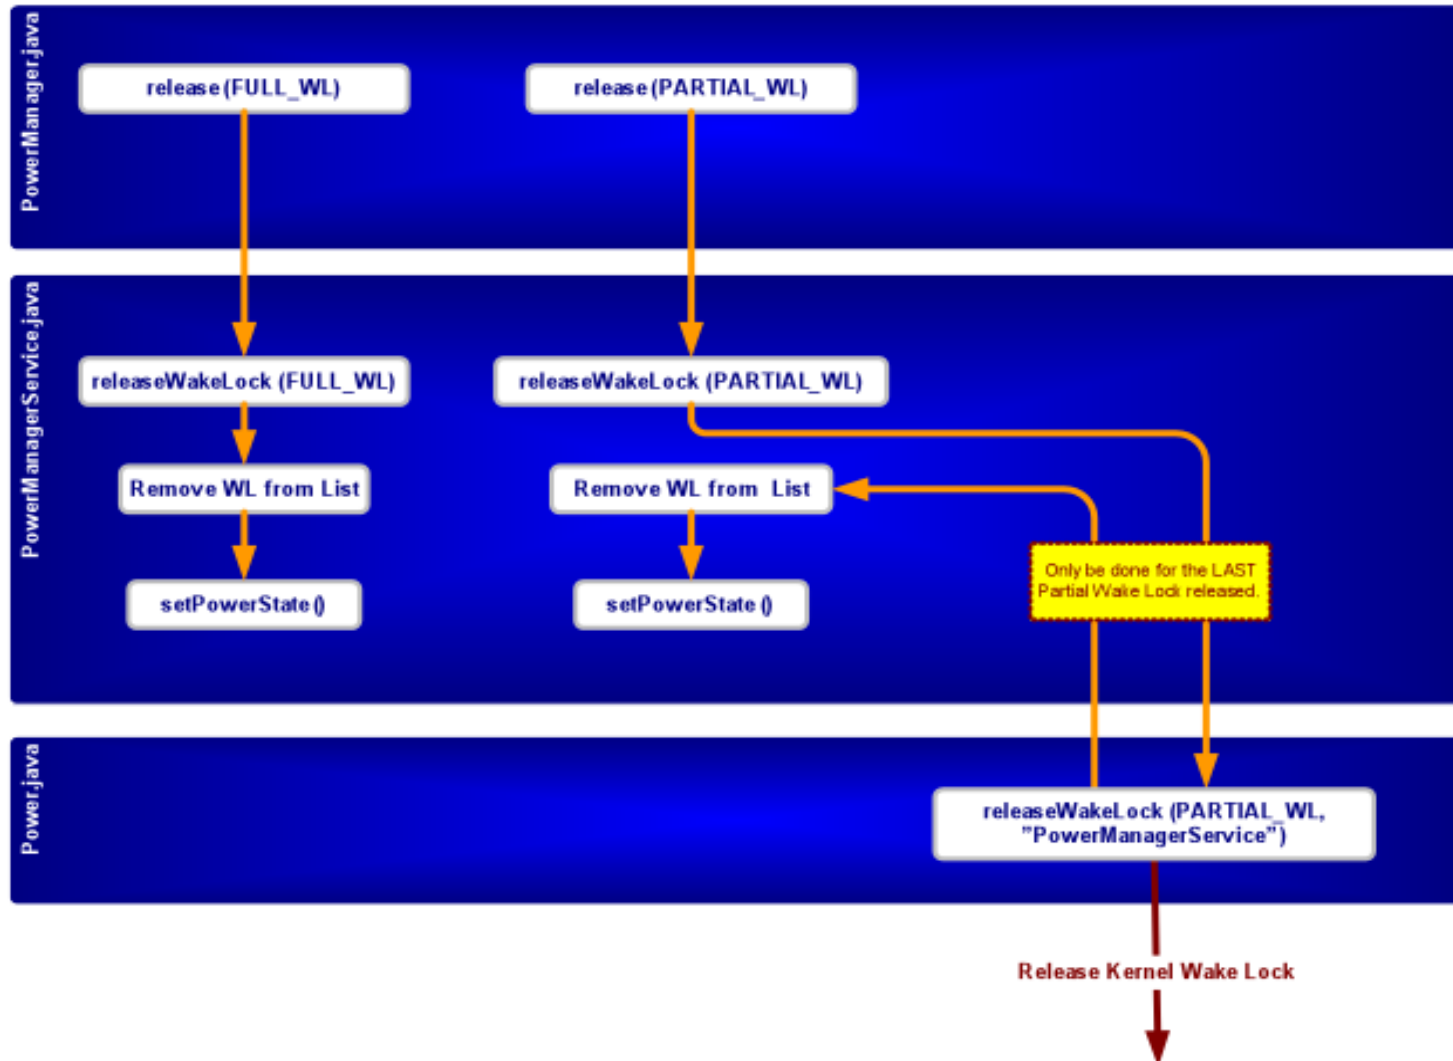 PowerManager.java
release (FULL_WL)
release (PARTIAL_WL)
PowerManagerService.java
releaseWakeLock (FULL_WL)
releaseWakeLock (PARTIAL_WL)
Remove WL from List
Remove WL from List
Only be done for the LAST
Partial Wake Lock released.
setPowerState ()
setPowerState ()
Power.java
releaseWakeLock (PARTIAL_WL,
"PowerManagerService")
Release Kernel Wake Lock